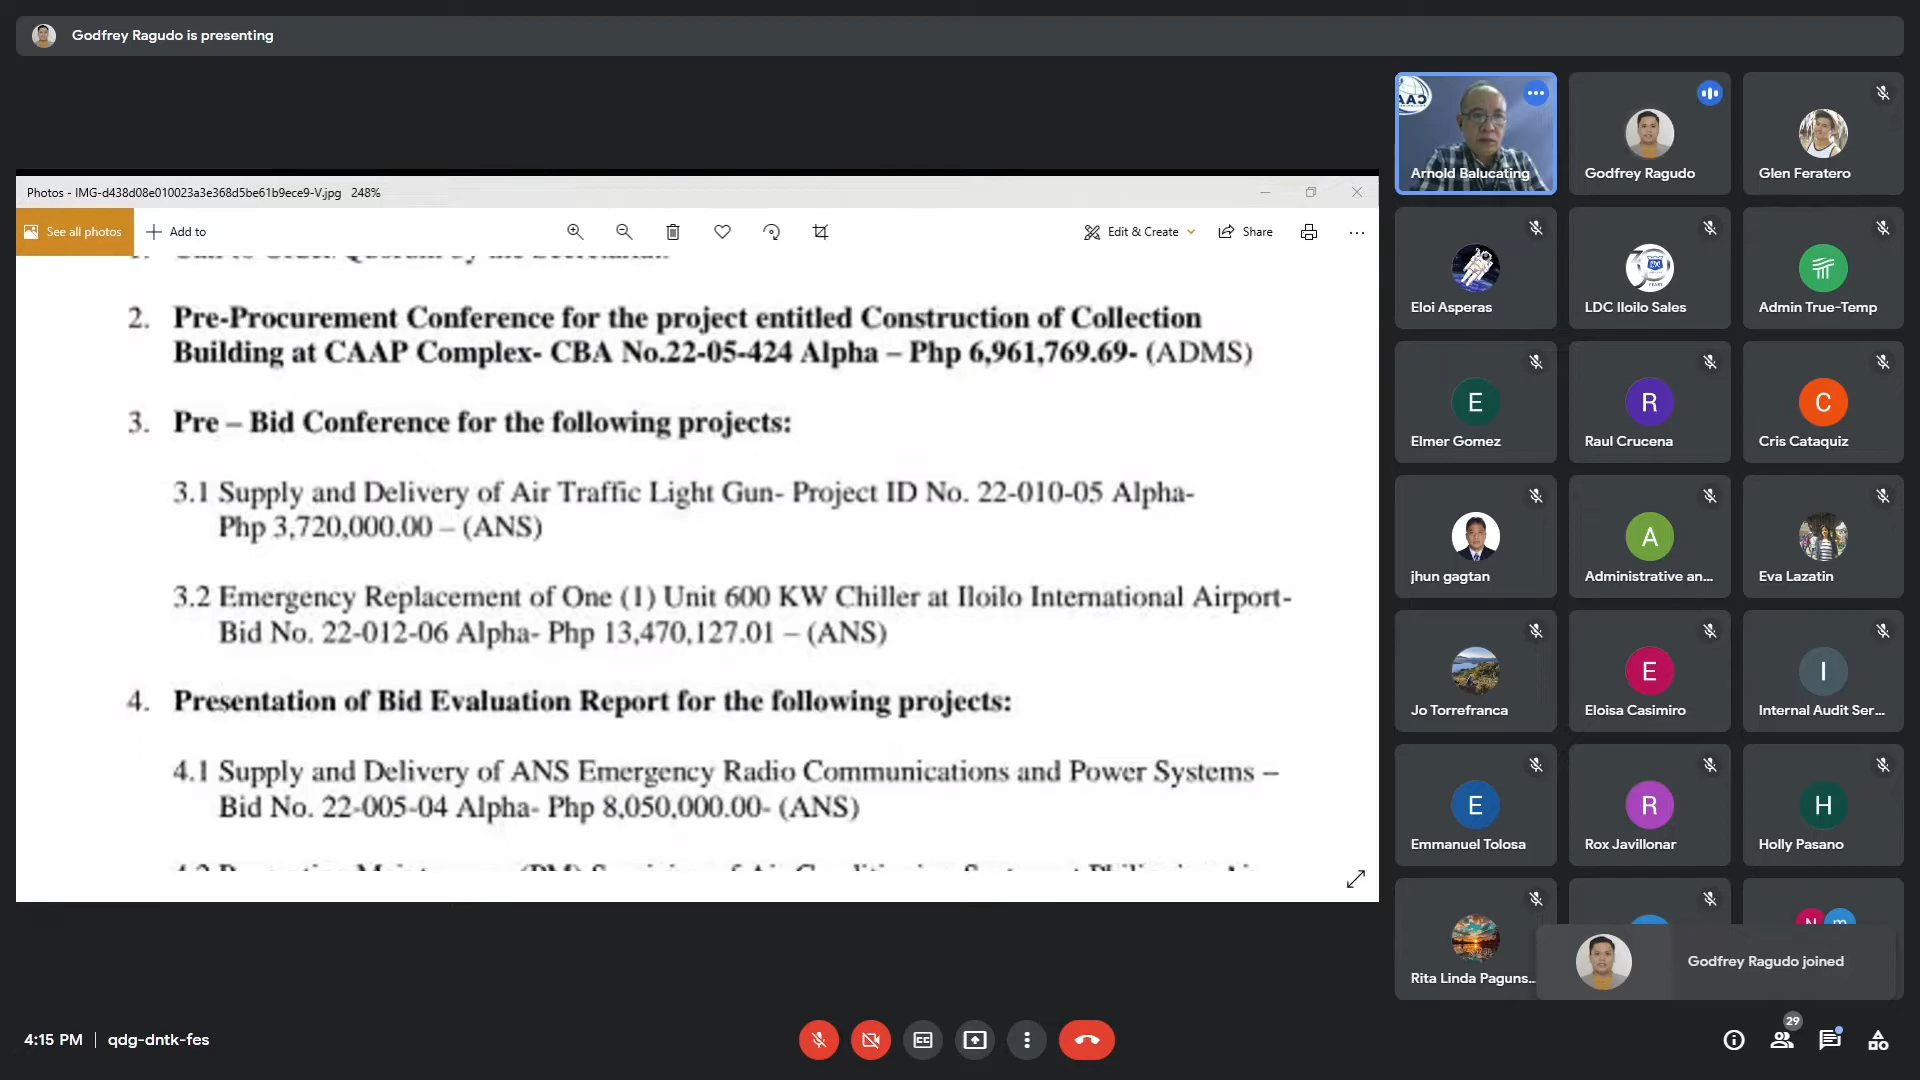 Godfrey Ragudo is presenting
Photos - IMG-d438d08e010023a3e368d5be61b9ece9-V.jpg 248%
See all photos
Add to
Edit & Create
Share
2. Pre-Procurement Conference for the project entitled Construction of Collection
Building at CAAP Complex- CBA No.22-05-424 Alpha – Php 6,961,769.69- (ADMS)
3. Pre – Bid Conference for the following projects:
3.1 Supply and Delivery of Air Traffic Light Gun- Project ID No. 22-010-05 Alpha-
Php 3,720,000.00 – (ANS)
3.2 Emergency Replacement of One (1) Unit 600 KW Chiller at Iloilo International Airport-
Bid No. 22-012-06 Alpha- Php 13,470,127.01 – (ANS)
4. Presentation of Bid Evaluation Report for the following projects:
4.1 Supply and Delivery of ANS Emergency Radio Communications and Power Systems –
Bid No. 22-005-04 Alpha- Php 8,050,000.00- (ANS)
Arnold Balucating
Godfrey Ragudo
Glen Feratero
Eloi Asperas
LDC Iloilo Sales
Admin True-Temp
E
R
C
Elmer Gomez
Raul Crucena
Cris Cataquiz
A
jhun gagtan
Administrative an...
Eva Lazatin
E
I
Jo Torrefranca
Eloisa Casimiro
Internal Audit Ser...
E
R
H
Emmanuel Tolosa
Rox Javillonar
Holly Pasano
Rita Linda Paguns...
Godfrey Ragudo joined
4:15 PM | qdg-dntk-fes
29